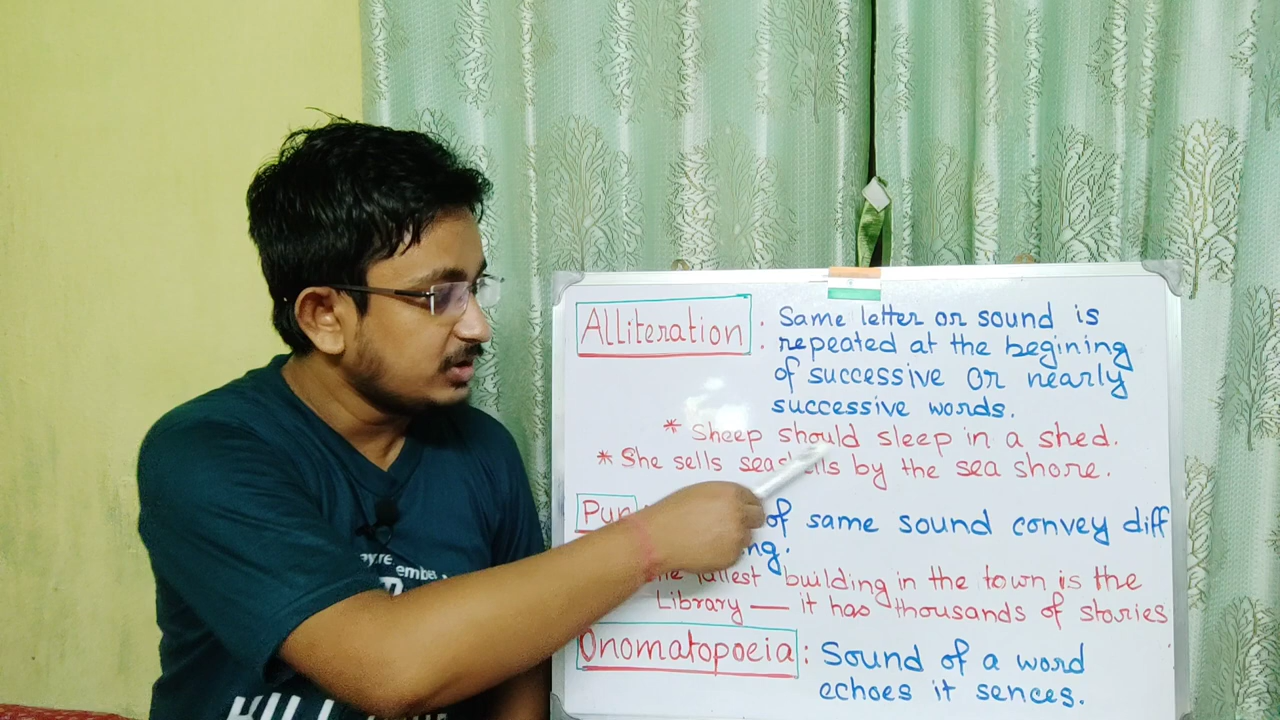 Alliteration : Same letter or sound is
repeated at the begining
of successive or nearly
successive words.
* Sheep should sleep in a shed.
* She sells seashells by the sea shore.
Pun of same sound convey diff
tallest building in the town is the
Library — it has thousands of stories
Onomatopoeia : Sound of a word
echoes it sences.
KILL